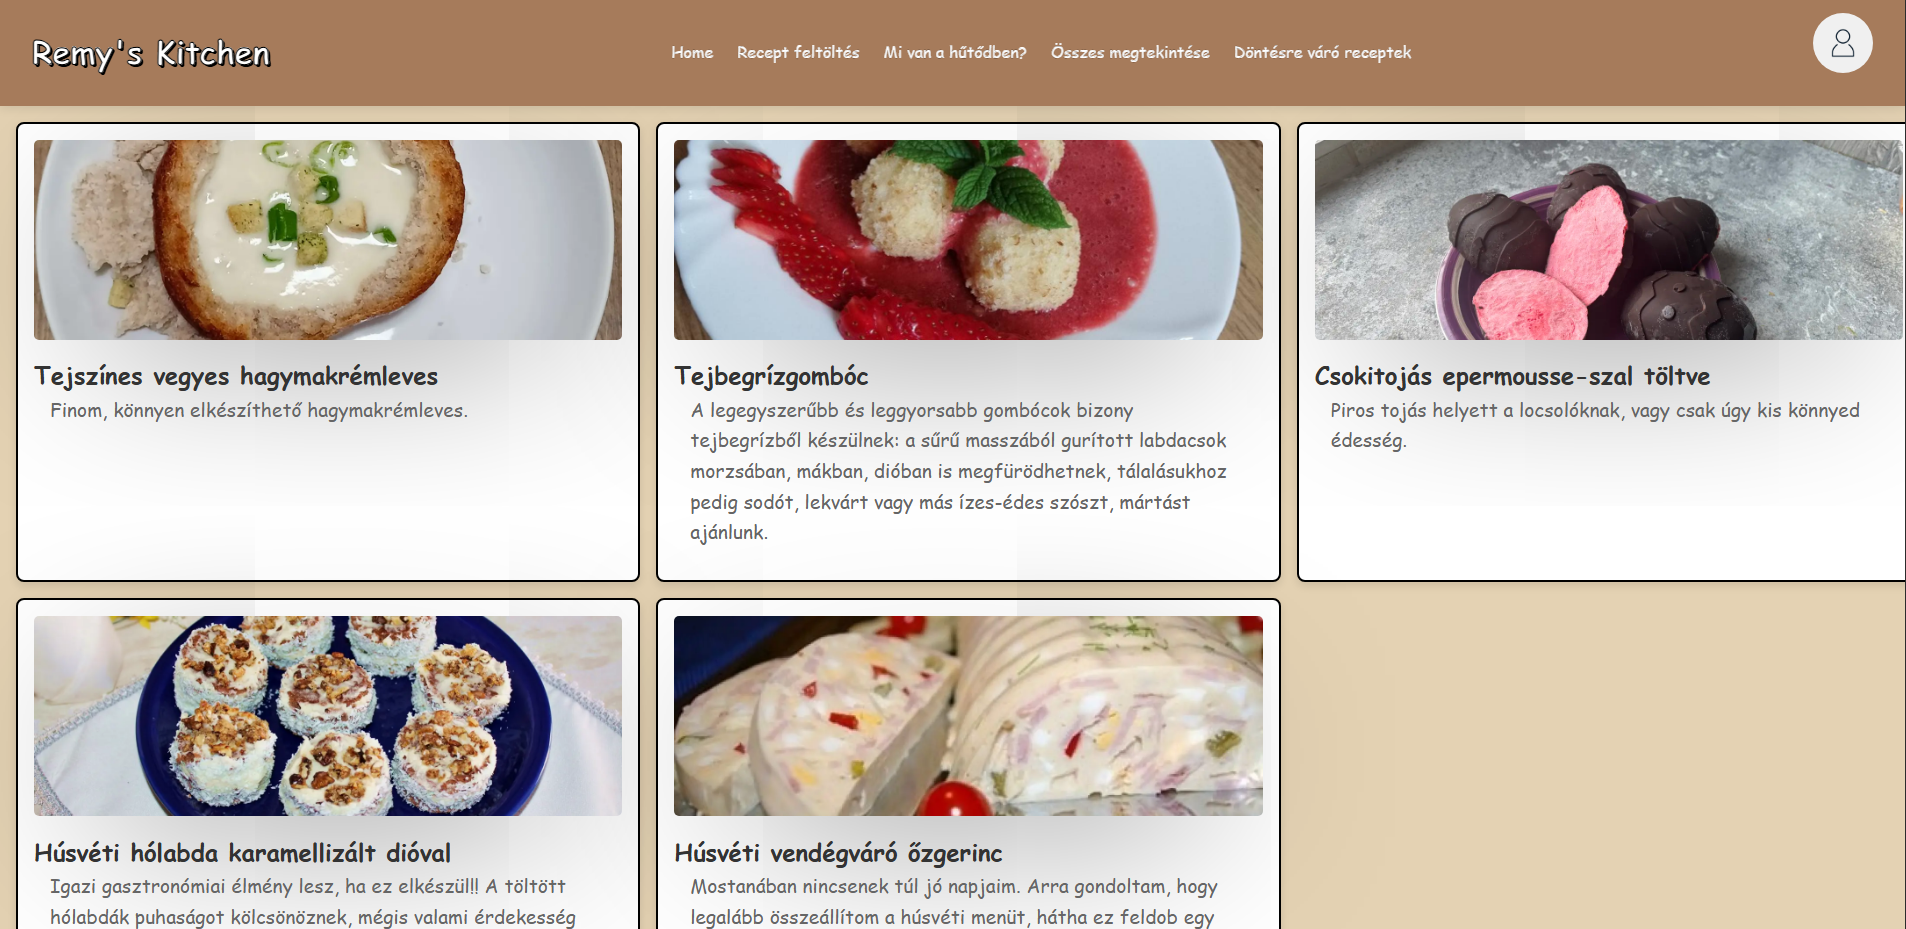 Remy's Kitchen
Home Recept feltöltés Mi van a hűtődben? Összes megtekintése Döntésre váró receptek
Tejszínes vegyes hagymakrémleves
Finom, könnyen elkészíthető hagymakrémleves.
Tejbegrízgombóc
A legegyszerűbb és leggyorsabb gombócok bizony
tejbegrízből készülnek: a sűrű masszából gurított labdacsok
morzsában, mákban, dióban is megfürödhetnek, tálalásukhoz
pedig sodót, lekvárt vagy más ízes-édes szószt, mártást
ajánlunk.
Csokitojás epermousse-szal töltve
Piros tojás helyett a locsolóknak, vagy csak úgy kis könnyed
édesség.
Húsvéti hólabda karamellizált dióval
Igazi gasztronómiai élmény lesz, ha ez elkészül!! A töltött
hólabdák puhaságot kölcsönöznek, mégis valami érdekesség
Húsvéti vendégváró őzgerinc
Mostanában nincsenek túl jó napjaim. Arra gondoltam, hogy
legalább összeállítom a húsvéti menüt, hátha ez feldob egy